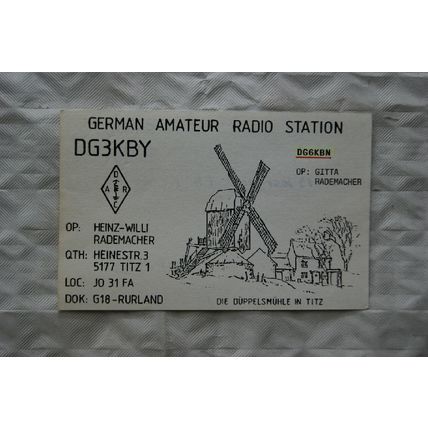 GERMAN AMATEUR RADIO STATION
DG3KBY
DG6KBN
D
A R
C
OP: GITTA
RADEMACHER
OP: HEINZ-WILLI
RADEMACHER
QTH: HEINESTR.3
5177 TITZ 1
LOC: JO 31 FA
DOK: G18-RURLAND
DIE DÜPPELSMÜHLE IN TITZ